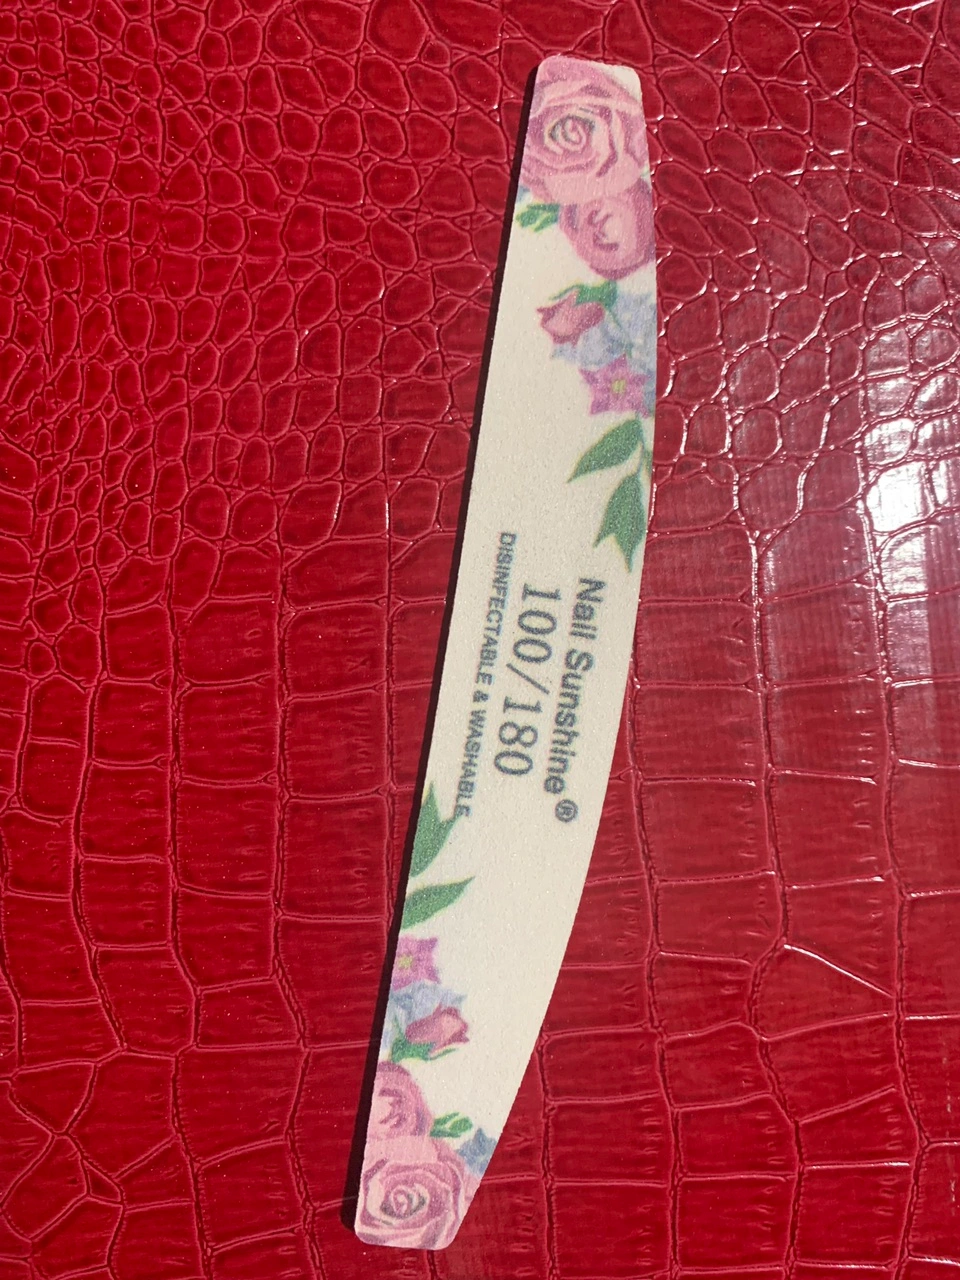 Nail Sunshine®
100/180
DISINFECTABLE & WASHABLE